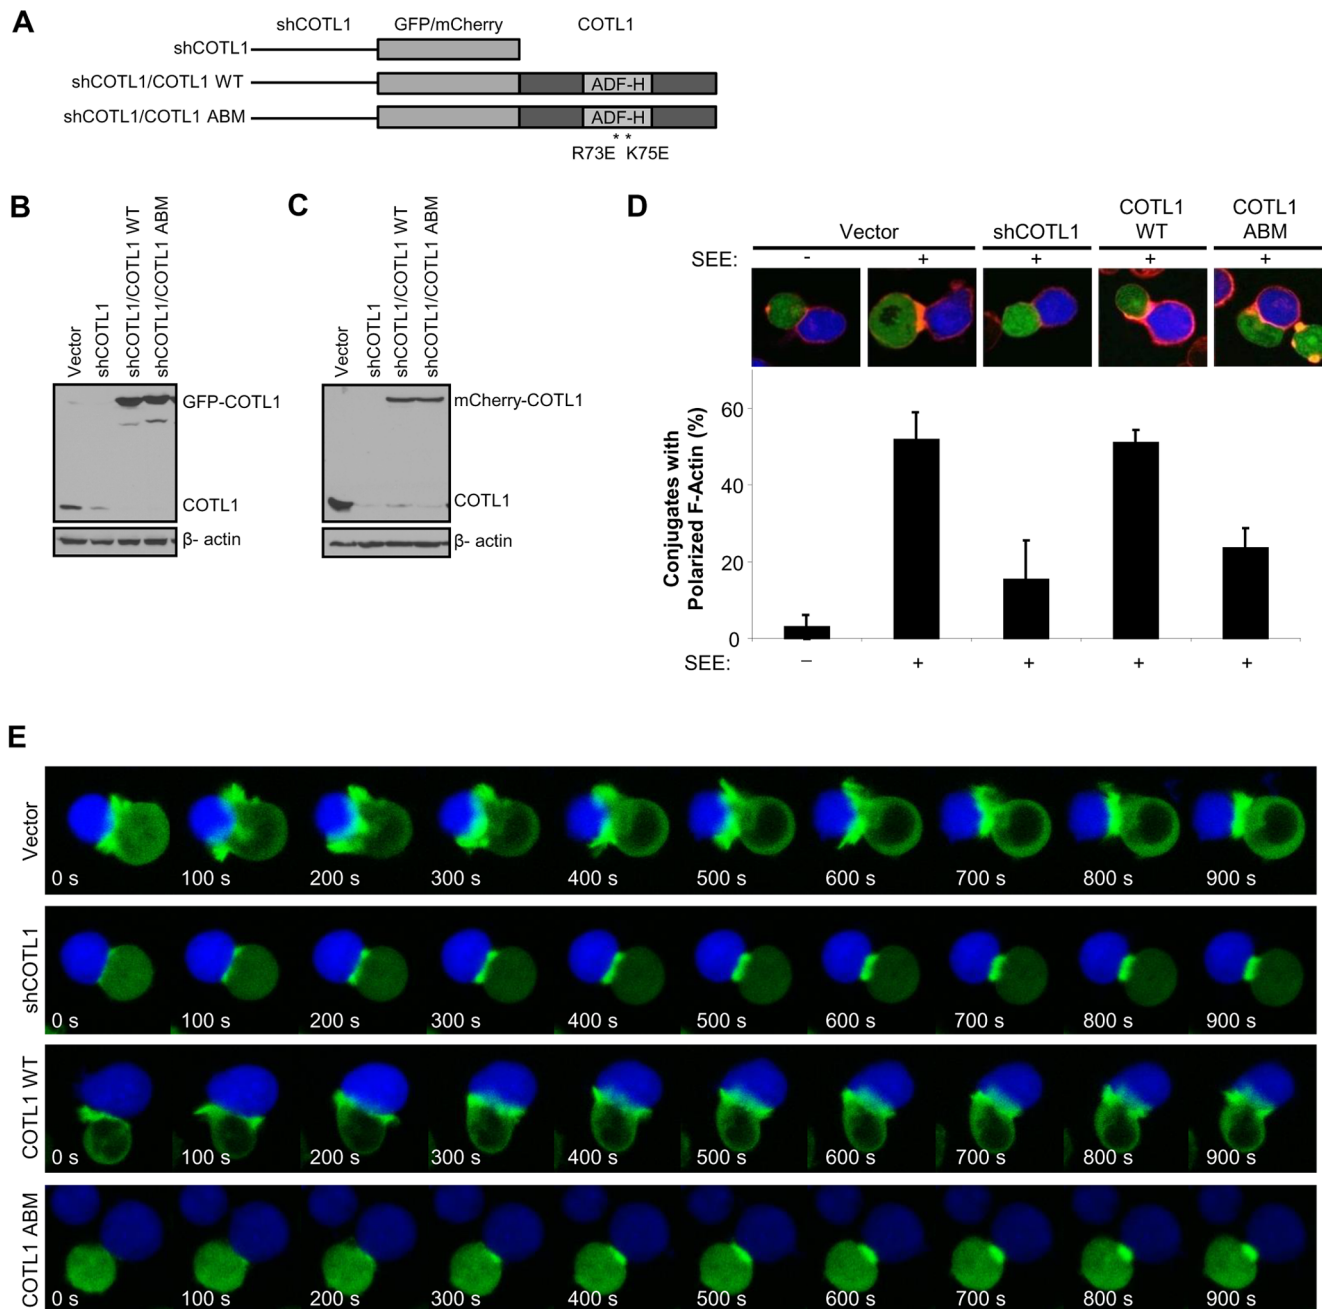 A
shCOTL1 GFP/mCherry COTL1
shCOTL1
shCOTL1/COTL1 WT ADF-H
shCOTL1/COTL1 ABM ADF-H
* *
R73E K75E
B
Vector
shCOTL1
shCOTL1/COTL1 WT
shCOTL1/COTL1 ABM
GFP-COTL1
COTL1
β- actin
C
Vector
shCOTL1
shCOTL1/COTL1 WT
shCOTL1/COTL1 ABM
mCherry-COTL1
COTL1
β- actin
D
Vector shCOTL1 COTL1 WT COTL1 ABM
SEE: - + + + +
Conjugates with
Polarized F-Actin (%)
60
40
20
0
SEE: – + + + +
E
Vector
0 s 100 s 200 s 300 s 400 s 500 s 600 s 700 s 800 s 900 s
shCOTL1
0 s 100 s 200 s 300 s 400 s 500 s 600 s 700 s 800 s 900 s
COTL1 WT
0 s 100 s 200 s 300 s 400 s 500 s 600 s 700 s 800 s 900 s
COTL1 ABM
0 s 100 s 200 s 300 s 400 s 500 s 600 s 700 s 800 s 900 s